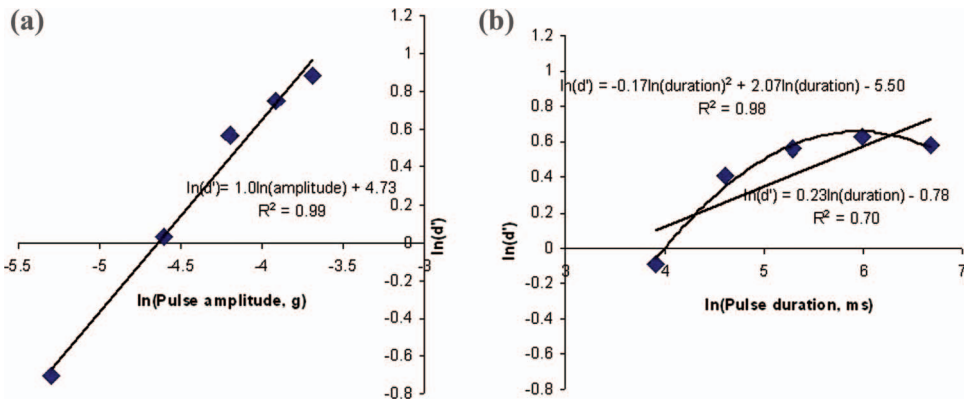 (a)
1.2
1
0.8
0.6
0.4
0.2
0
-0.2
-0.4
-0.6
-0.8
ln(d')= 1.0ln(amplitude) + 4.73
R² = 0.99
-5.5
-5
-4.5
-4
-3.5
-3
ln(Pulse amplitude, g)
ln(d')
(b)
1.2
1
0.8
0.6
0.4
0.2
0
-0.2
-0.4
-0.6
-0.8
ln(d') = -0.17ln(duration)² + 2.07ln(duration) - 5.50
R² = 0.98
ln(d') = 0.23ln(duration) - 0.78
R² = 0.70
3
4
5
6
7
ln(Pulse duration, ms)
ln(d')